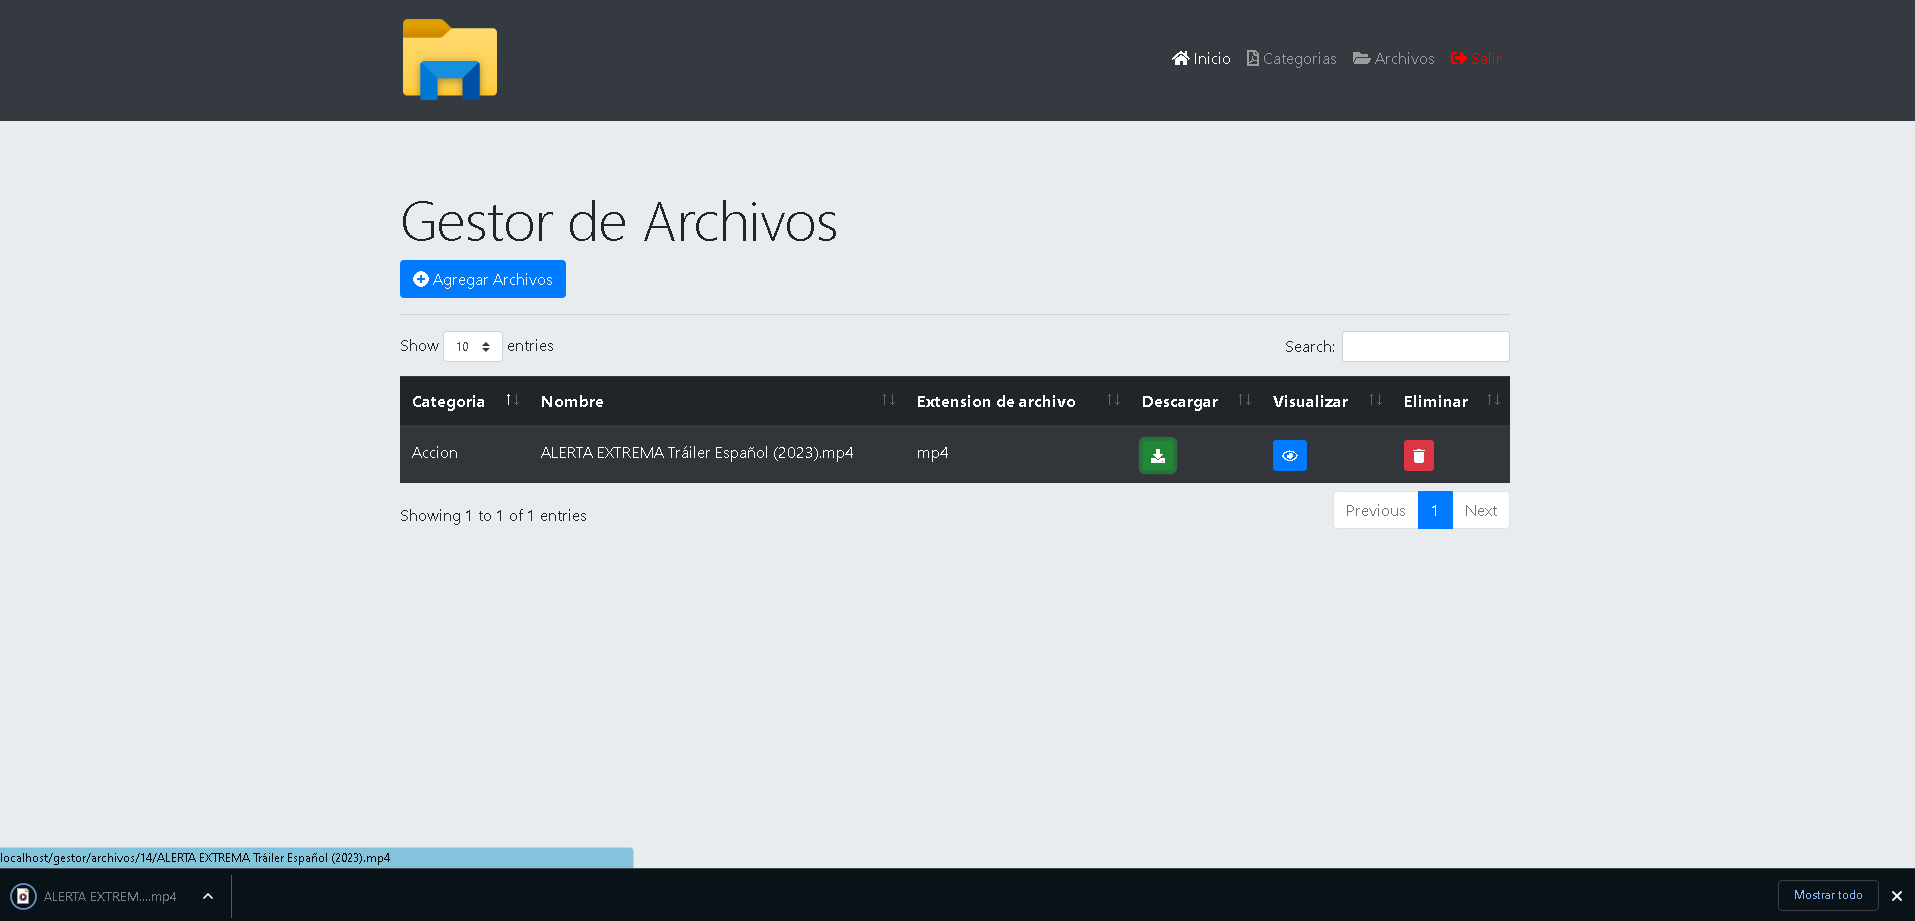 Inicio Categorias Archivos Salir
Gestor de Archivos
Agregar Archivos
Show 10 entries Search:
Categoria Nombre Extension de archivo Descargar Visualizar Eliminar
Accion ALERTA EXTREMA Tráiler Español (2023).mp4 mp4
Showing 1 to 1 of 1 entries Previous 1 Next
localhost/gestor/archivos/14/ALERTA EXTREMA Tráiler Español (2023).mp4
ALERTA EXTREM....mp4 Mostrar todo